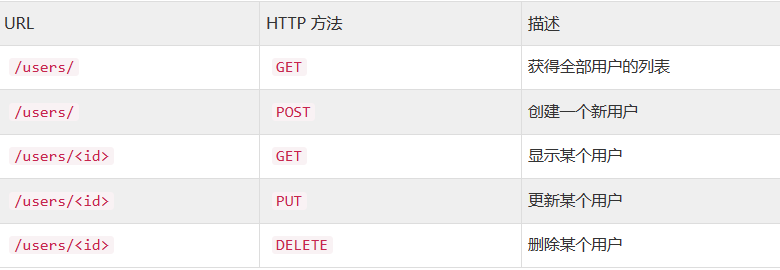 URL HTTP 方法 描述
/users/ GET 获得全部用户的列表
/users/ POST 创建一个新用户
/users/<id> GET 显示某个用户
/users/<id> PUT 更新某个用户
/users/<id> DELETE 删除某个用户